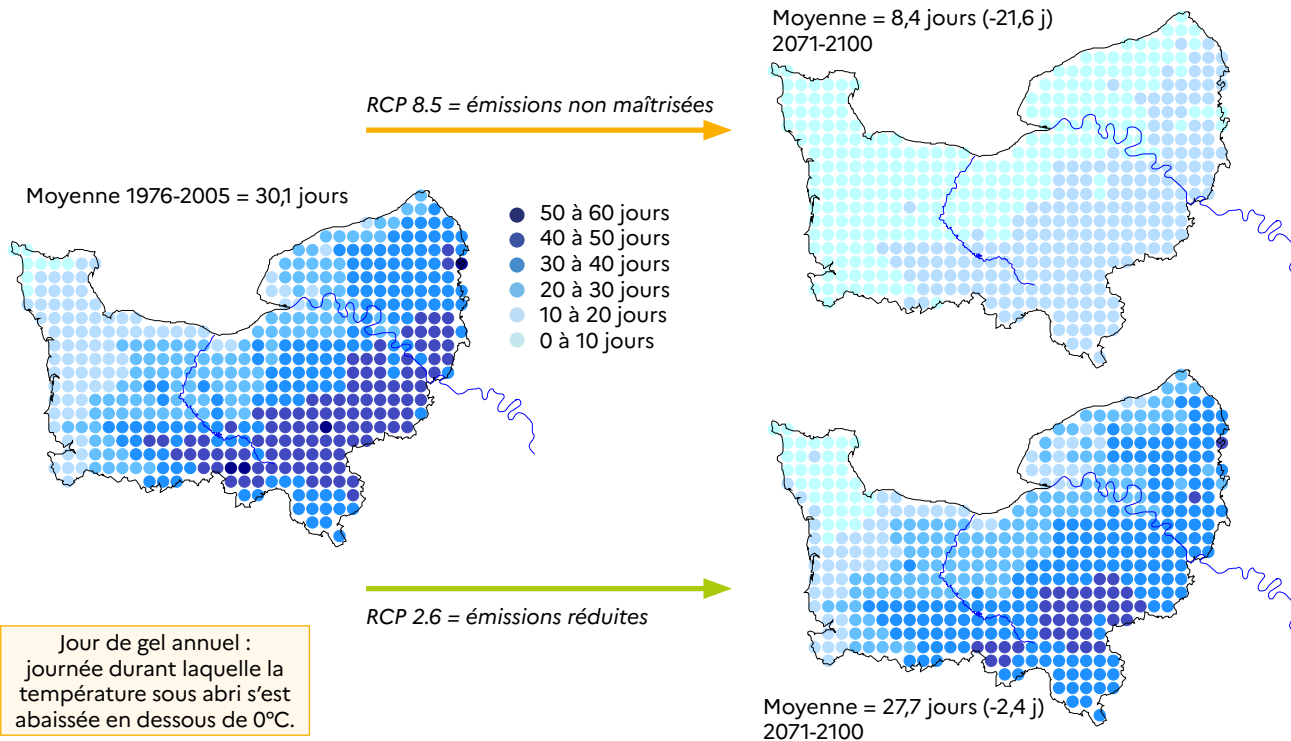 Moyenne = 8,4 jours (-21,6 j)
2071-2100
RCP 8.5 = émissions non maîtrisées
Moyenne 1976-2005 = 30,1 jours
50 à 60 jours
40 à 50 jours
30 à 40 jours
20 à 30 jours
10 à 20 jours
0 à 10 jours
RCP 2.6 = émissions réduites
Jour de gel annuel :
journée durant laquelle la
température sous abri s’est
abaissée en dessous de 0°C.
Moyenne = 27,7 jours (-2,4 j)
2071-2100